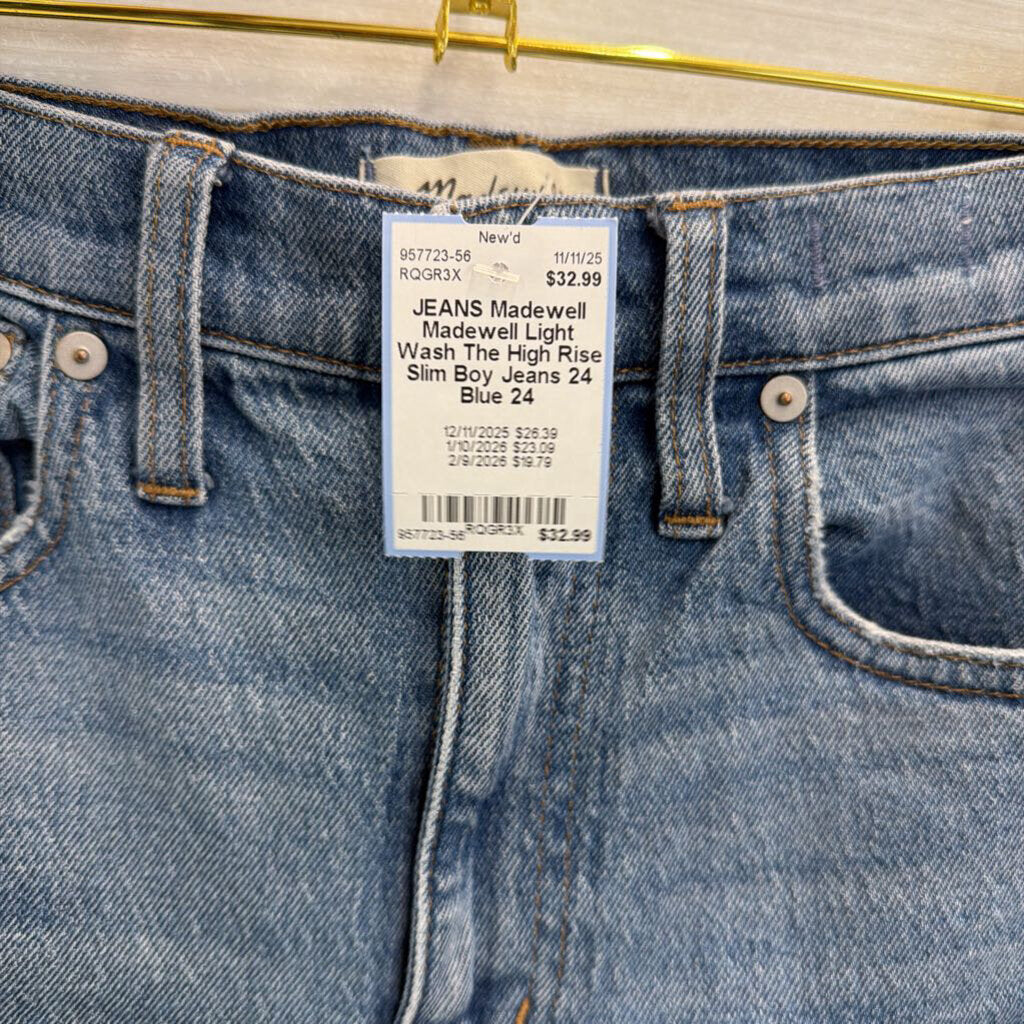 Madewell
New'd
957723-56 11/11/25
RQGR3X $32.99
JEANS Madewell
Madewell Light
Wash The High Rise
Slim Boy Jeans 24
Blue 24
12/11/2025 $26.39
1/10/2026 $23.09
2/9/2026 $19.79
957723-56 RQGR3X $32.99